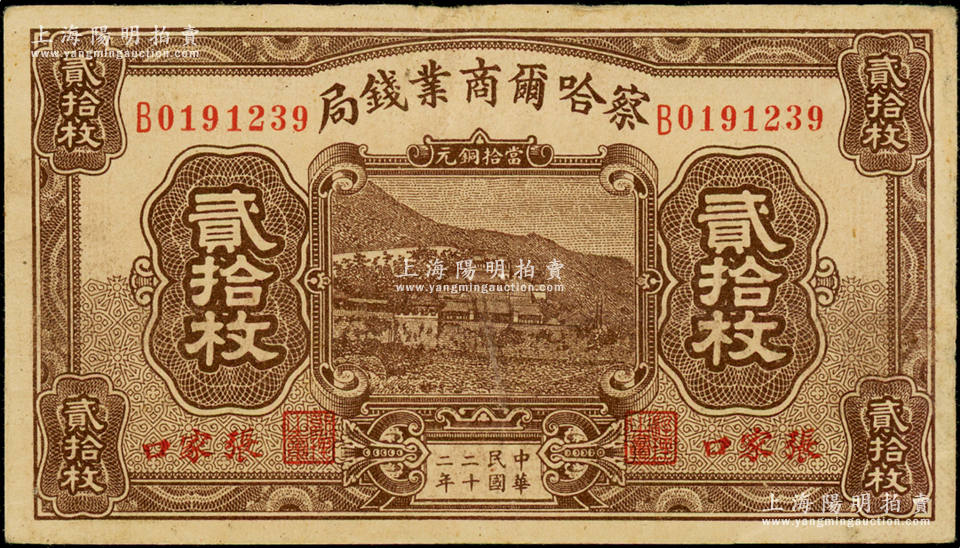 上海陽明拍賣
www.yangmingauction.com
察哈爾商業錢局
B0191239
B0191239
當拾銅元
貳拾枚
貳拾枚
貳拾枚
貳拾枚
上海陽明拍賣
www.yangmingauction.com
張家口
張家口
中華
民國
二十
二年
貳拾枚
貳拾枚
上海陽明拍賣
www.yangmingauction.com